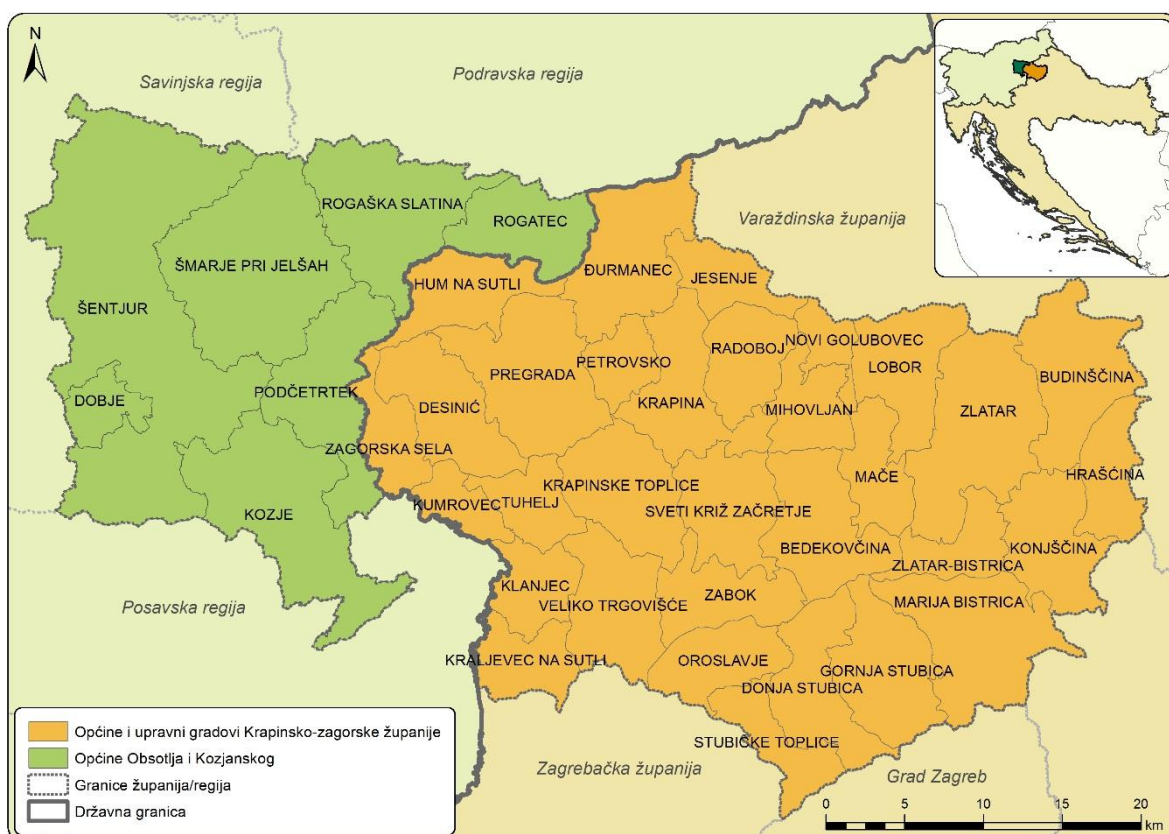 N
Savinjska regija
Podravska regija
Varaždinska županija
ROGAŠKA SLATINA
ROGATEC
ŠMARJE PRI JELŠAH
HUM NA SUTLI
ĐURMANEC
JESENJE
ŠENTJUR
RADOBOJ
NOVI GOLUBOVEC
LOBOR
PREGRADA
PETROVSKO
BUDINŠČINA
DOBJE
PODČETRTEK
DESINIĆ
KRAPINA
MIHOVLJAN
ZLATAR
ZAGORSKA SELA
MAČE
HRAŠĆINA
KRAPINSKE TOPLICE
KUMROVEC
TUHELJ
SVETI KRIŽ ZAČRETJE
KOZJE
BEDEKOVČINA
KONJŠČINA
ZLATAR-BISTRICA
KLANJEC
ZABOK
MARIJA BISTRICA
VELIKO TRGOVIŠĆE
Posavska regija
KRALJEVEC NA SUTLI
OROSLAVJE
GORNJA STUBICA
DONJA STUBICA
STUBIČKE TOPLICE
Zagrebačka županija
Grad Zagreb
Općine i upravni gradovi Krapinsko-zagorske županije
Općine Obsotlja i Kozjanskog
Granice županija/regija
Državna granica
0 5 10 15 20
km